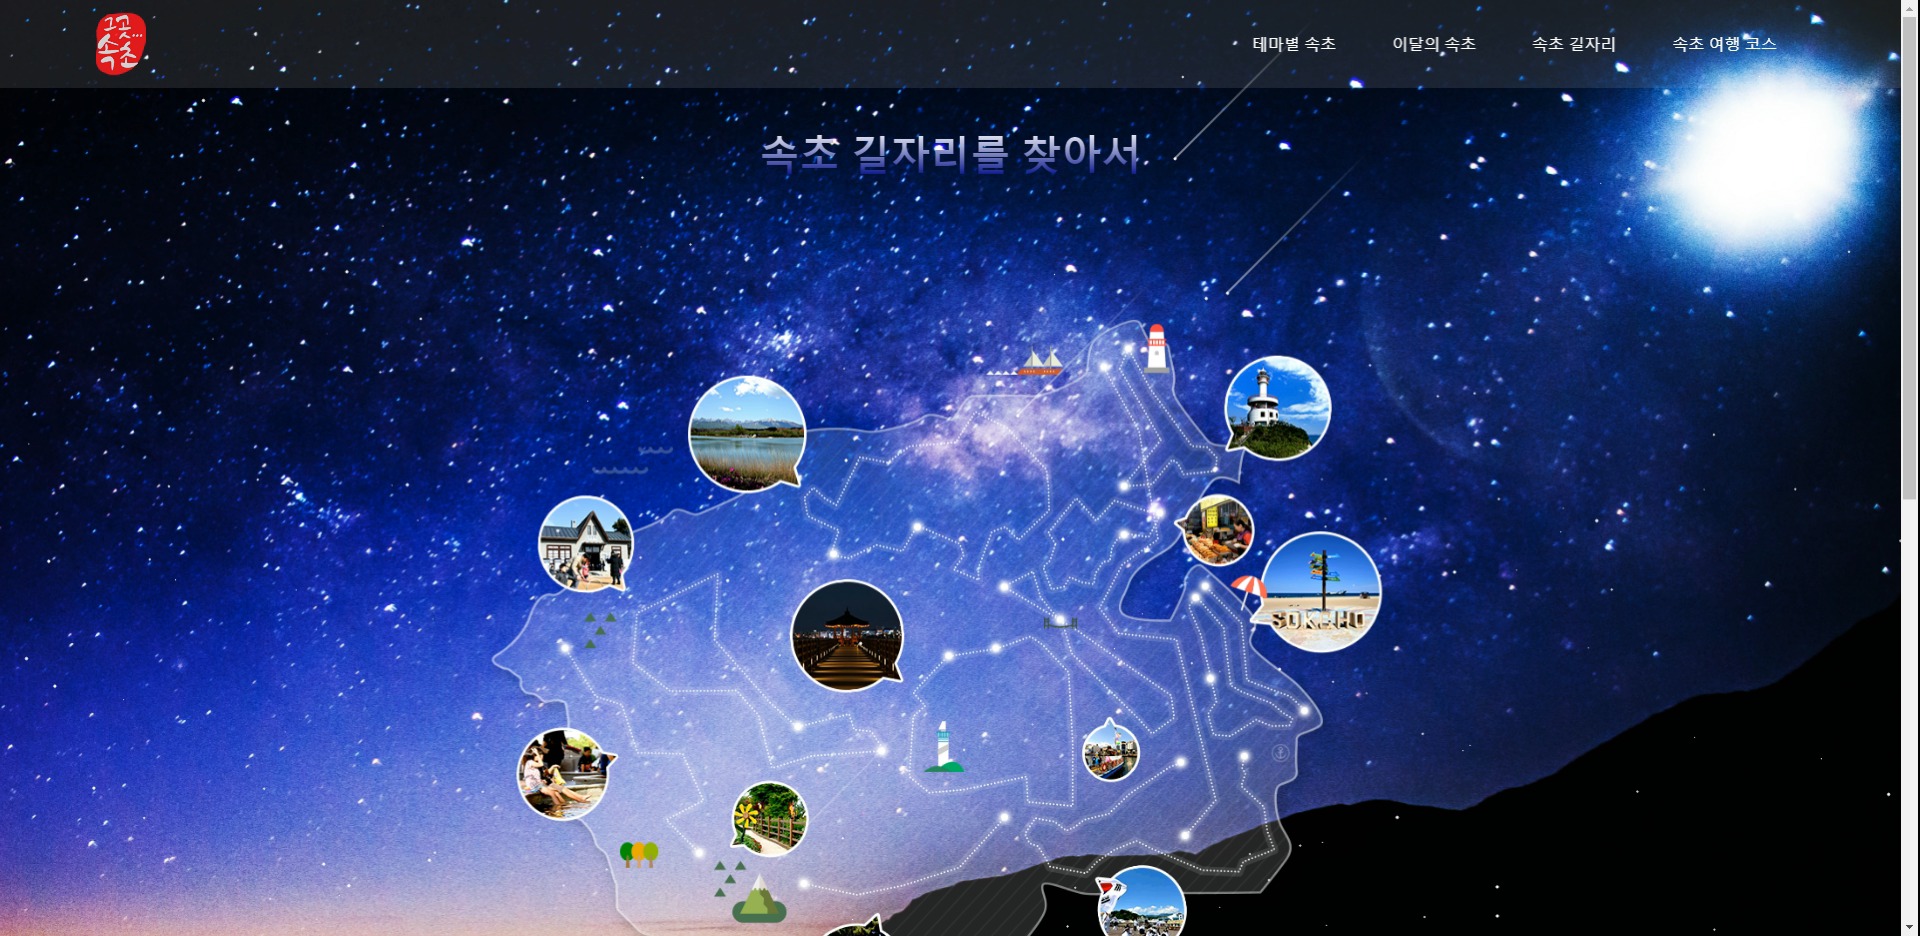 그곳...
속초
테마별 속초
이달의 속초
속초 길자리
속초 여행 코스
속초 길자리를 찾아서
SOKCHO